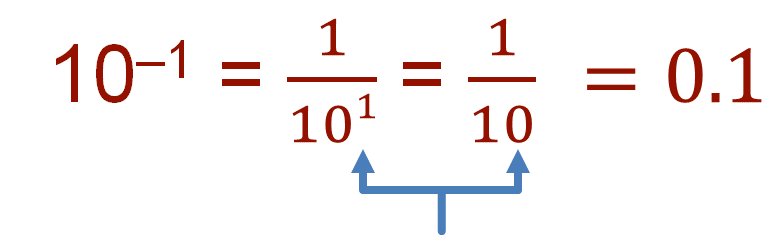 10⁻¹ = 1/10¹ = 1/10 = 0.1